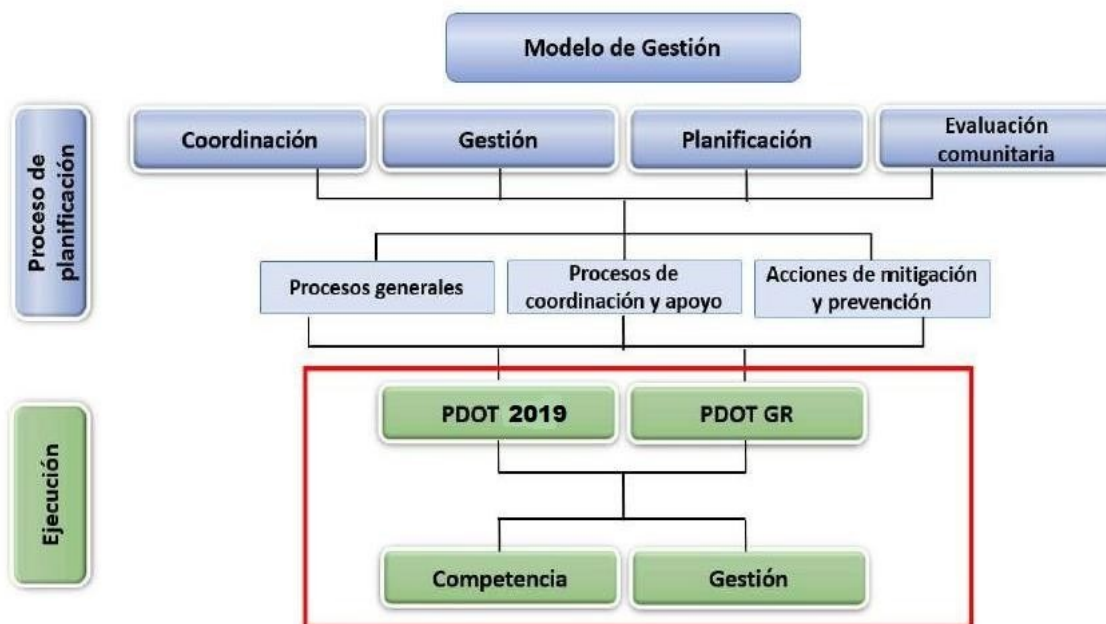 Modelo de Gestión
Proceso de
planificación
Coordinación
Gestión
Planificación
Evaluación
comunitaria
Procesos generales
Procesos de
coordinación y apoyo
Acciones de mitigación
y prevención
Ejecución
PDOT 2019
PDOT GR
Competencia
Gestión